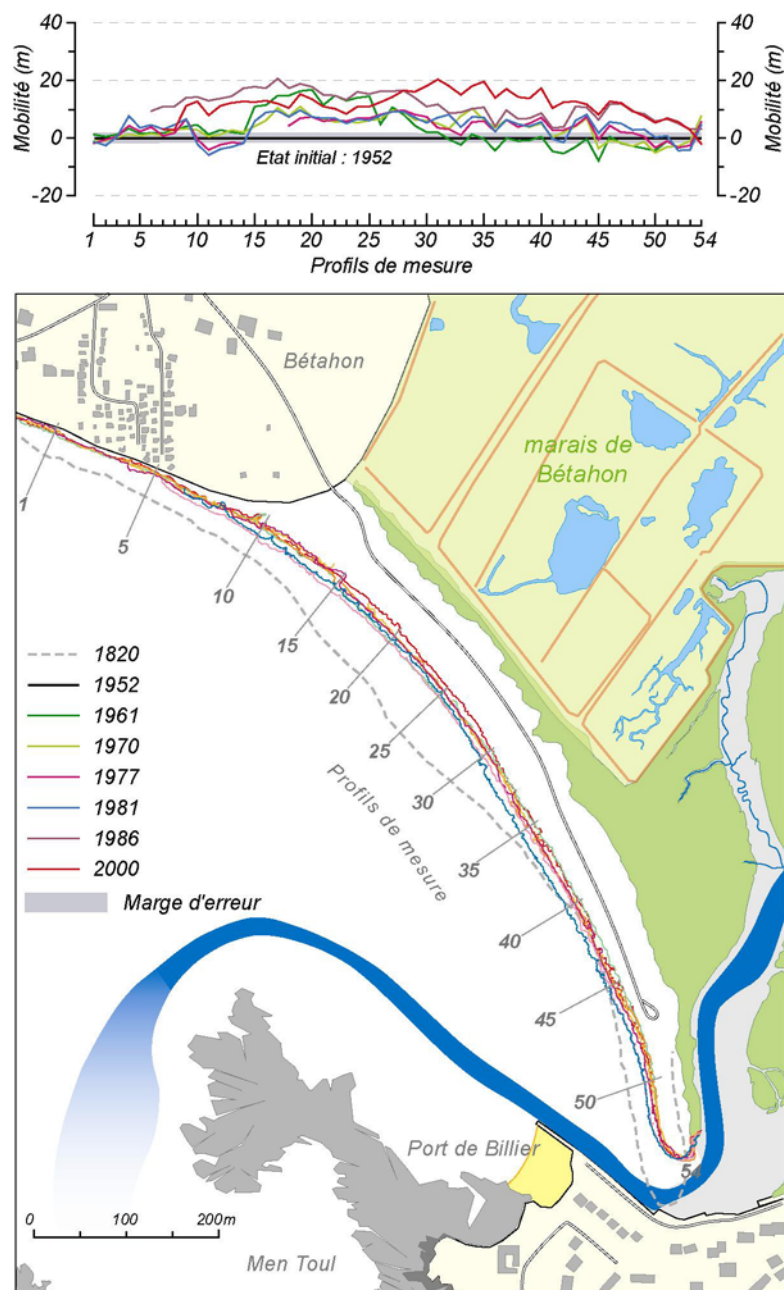 40
40
20
20
0
0
-20
-20
Mobilité (m)
Mobilité (m)
Etat initial : 1952
1 5 10 15 20 25 30 35 40 45 50 54
Profils de mesure
Bétahon
marais de
Bétahon
1
5
10
15
20
25
30
35
40
45
50
54
Profils de mesure
1820
1952
1961
1970
1977
1981
1986
2000
Marge d'erreur
Port de Billier
Men Toul
0 100 200m